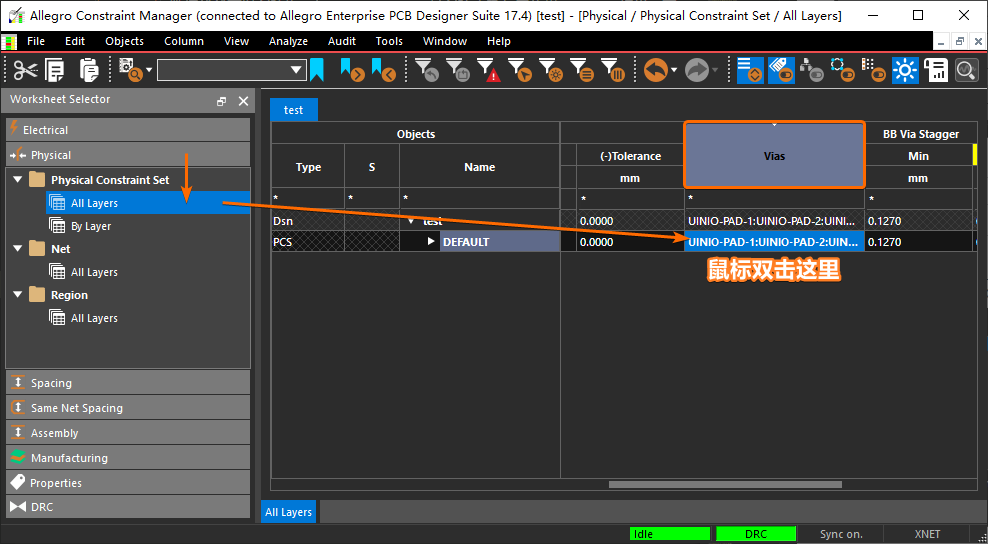 Allegro Constraint Manager (connected to Allegro Enterprise PCB Designer Suite 17.4) [test] - [Physical / Physical Constraint Set / All Layers]
File Edit Objects Column View Analyze Audit Tools Window Help
Worksheet Selector
Electrical
Physical
Physical Constraint Set
All Layers
By Layer
Net
All Layers
Region
All Layers
Spacing
Same Net Spacing
Assembly
Manufacturing
Properties
DRC
test
Objects
BB Via Stagger
Type S Name (-)Tolerance Vias Min
mm mm
* * * * * *
Dsn test 0.0000 UINIO-PAD-1:UINIO-PAD-2:UINI... 0.1270
PCS DEFAULT 0.0000 UINIO-PAD-1:UINIO-PAD-2:UIN... 0.1270
鼠标双击这里
All Layers
Idle DRC Sync on. XNET